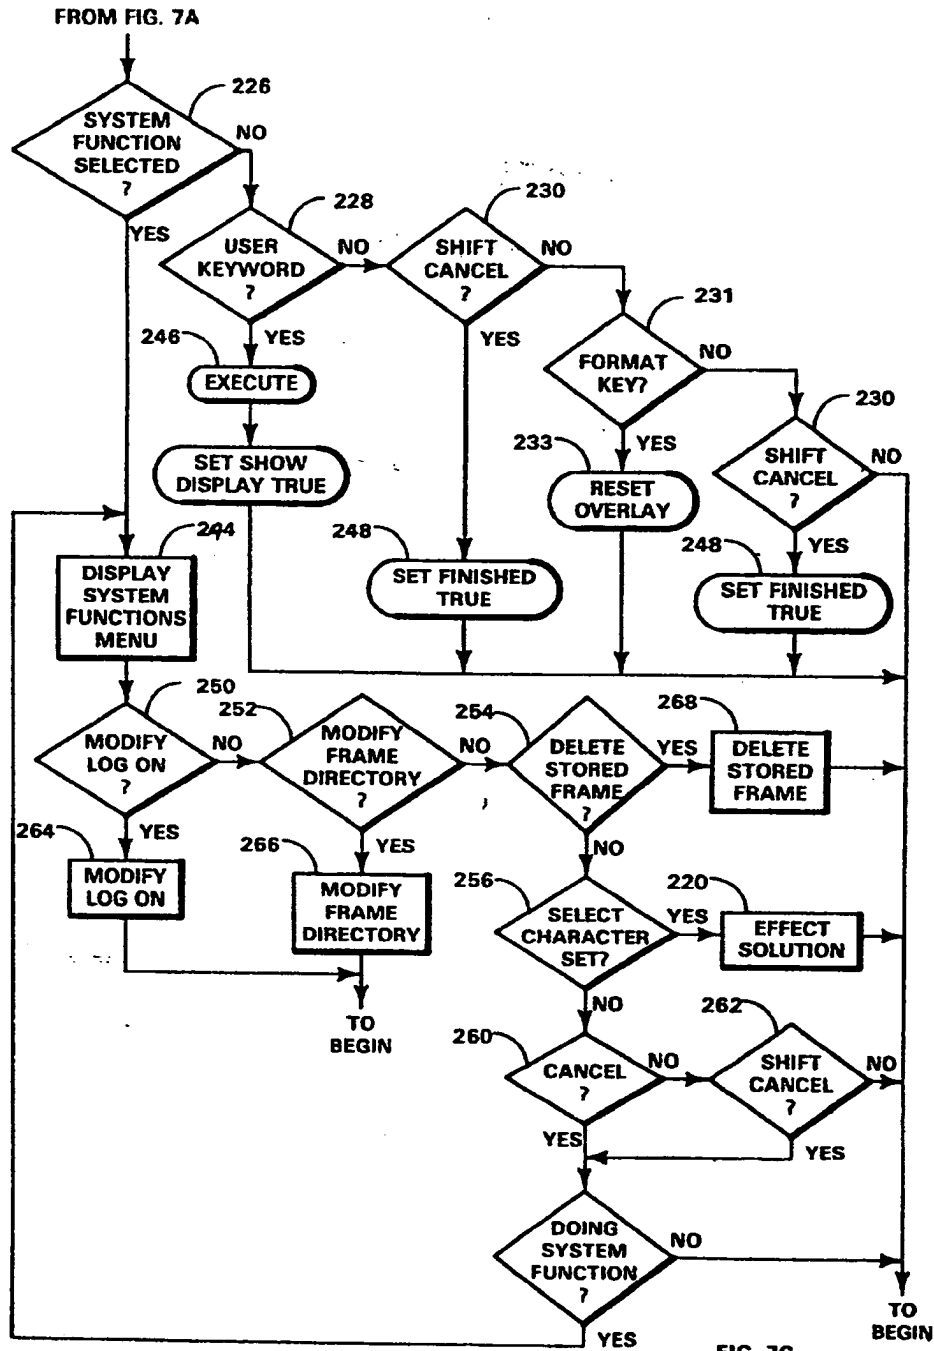 FROM FIG. 7A
226
SYSTEM
FUNCTION
SELECTED
?
NO
YES
228
USER
KEYWORD
?
NO
YES
230
SHIFT
CANCEL
?
NO
YES
231
FORMAT
KEY?
NO
YES
230
SHIFT
CANCEL
?
NO
YES
246
EXECUTE
SET SHOW
DISPLAY TRUE
233
RESET
OVERLAY
248
SET FINISHED
TRUE
248
SET FINISHED
TRUE
244
DISPLAY
SYSTEM
FUNCTIONS
MENU
250
MODIFY
LOG ON
?
NO
YES
252
MODIFY
FRAME
DIRECTORY
?
NO
YES
254
DELETE
STORED
FRAME
?
YES
NO
268
DELETE
STORED
FRAME
264
MODIFY
LOG ON
266
MODIFY
FRAME
DIRECTORY
TO
BEGIN
256
SELECT
CHARACTER
SET?
YES
NO
220
EFFECT
SOLUTION
260
CANCEL
?
NO
YES
262
SHIFT
CANCEL
?
NO
YES
DOING
SYSTEM
FUNCTION
?
NO
YES
TO
BEGIN